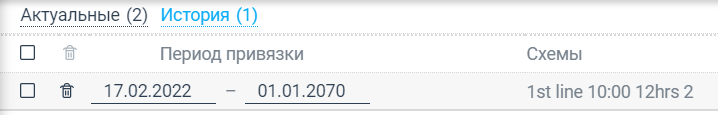 Актуальные (2) История (1)
Период привязки Схемы
17.02.2022 – 01.01.2070 1st line 10:00 12hrs 2